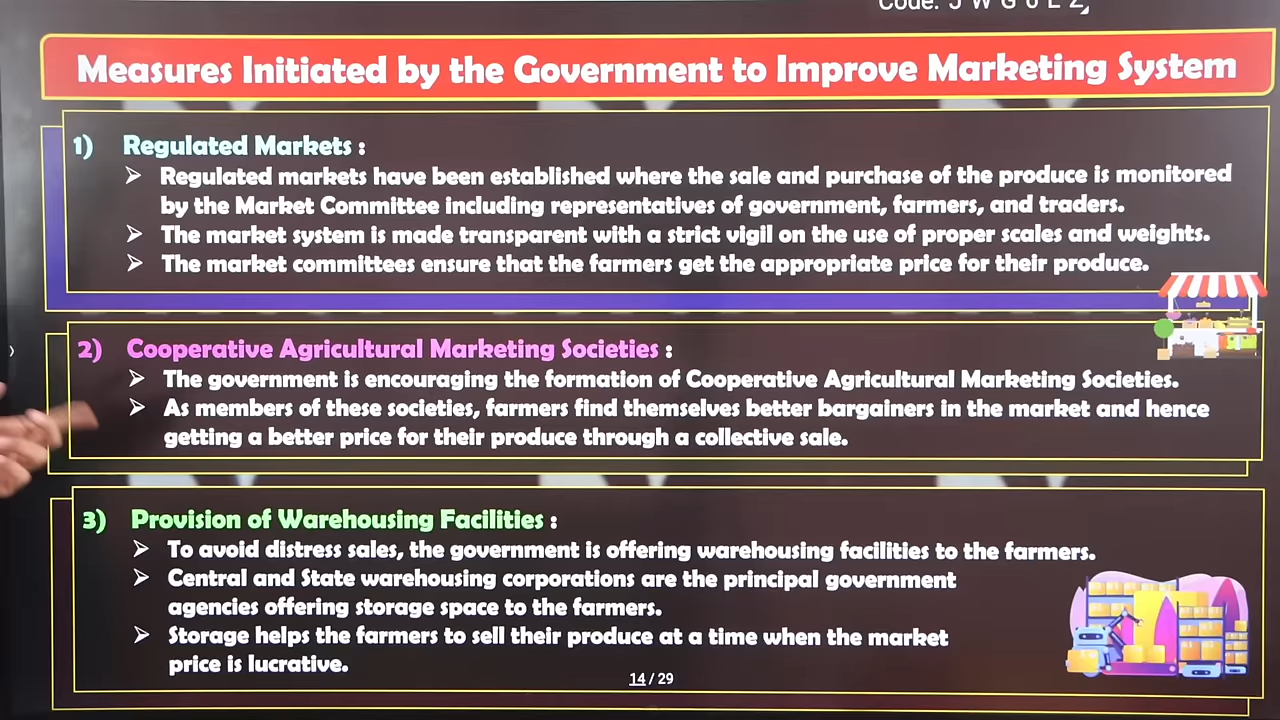 Code: J W G 6 L Z
Measures Initiated by the Government to Improve Marketing System
1) Regulated Markets :
➢ Regulated markets have been established where the sale and purchase of the produce is monitored
by the Market Committee including representatives of government, farmers, and traders.
➢ The market system is made transparent with a strict vigil on the use of proper scales and weights.
➢ The market committees ensure that the farmers get the appropriate price for their produce.
2) Cooperative Agricultural Marketing Societies :
➢ The government is encouraging the formation of Cooperative Agricultural Marketing Societies.
➢ As members of these societies, farmers find themselves better bargainers in the market and hence
getting a better price for their produce through a collective sale.
3) Provision of Warehousing Facilities :
➢ To avoid distress sales, the government is offering warehousing facilities to the farmers.
➢ Central and State warehousing corporations are the principal government
agencies offering storage space to the farmers.
➢ Storage helps the farmers to sell their produce at a time when the market
price is lucrative.
14 / 29